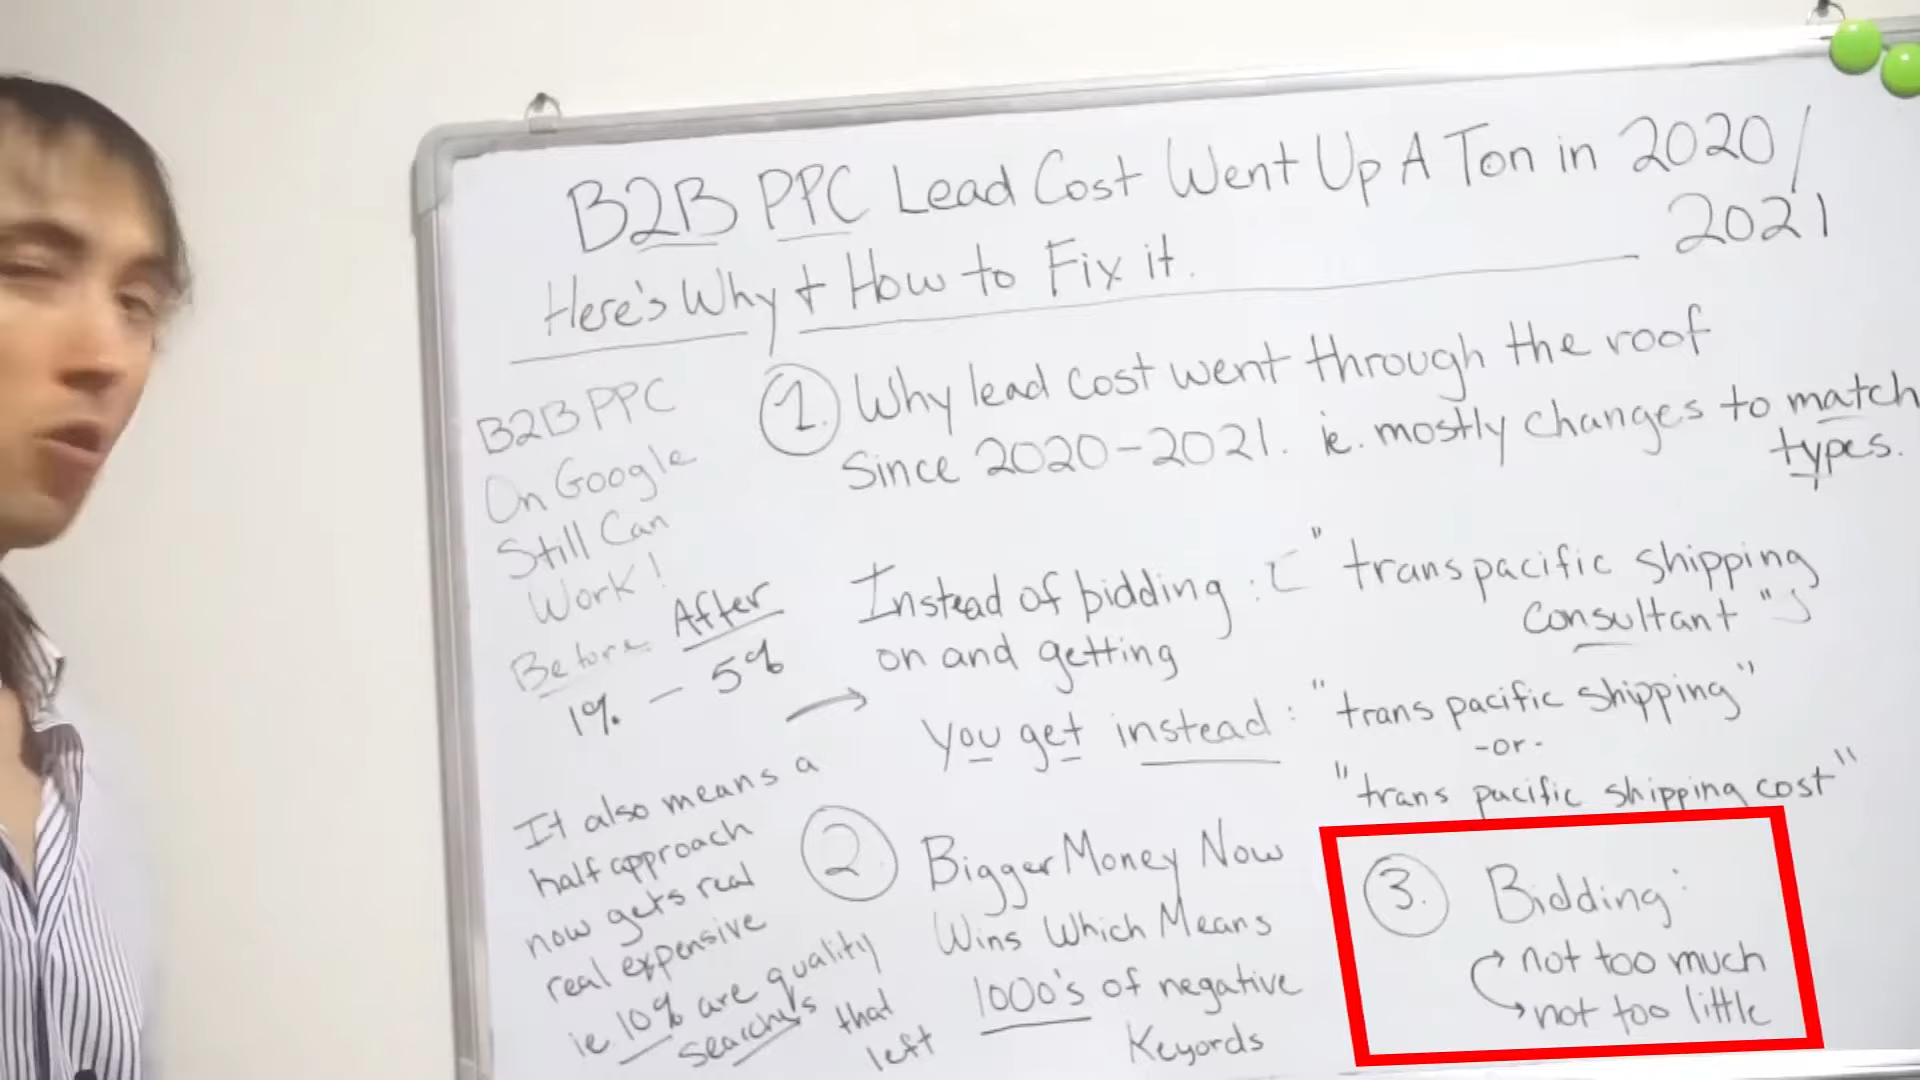 B2B PPC Lead Cost Went Up A Ton in 2020/
2021
Here's Why + How to Fix it.
B2B PPC
On Google
Still Can
Work!
Before After
1% — 5%
1. Why lead cost went through the roof
Since 2020-2021. ie. mostly changes to match
types.
Instead of bidding : [" transpacific shipping
consultant "]
on and getting
You get instead : "trans pacific shipping"
-or-
"trans pacific shipping cost"
It also means a
half approach
now gets real
real expensive
ie. 10% are quality
searchs that
left
2. Bigger Money Now
Wins Which Means
1000's of negative
Keyords
3. Bidding:
not too much
not too little